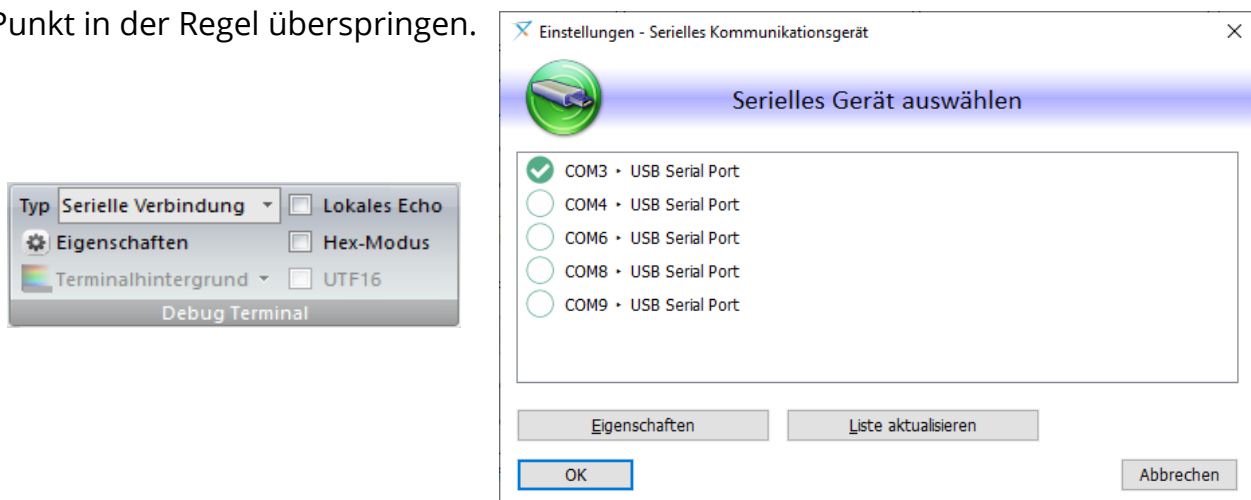 Punkt in der Regel überspringen.
Typ Serielle Verbindung Lokales Echo
Eigenschaften Hex-Modus
Terminalhintergrund UTF16
Debug Terminal
Einstellungen - Serielles Kommunikationsgerät
Serielles Gerät auswählen
COM3 ‣ USB Serial Port
COM4 ‣ USB Serial Port
COM6 ‣ USB Serial Port
COM8 ‣ USB Serial Port
COM9 ‣ USB Serial Port
Eigenschaften Liste aktualisieren
OK Abbrechen